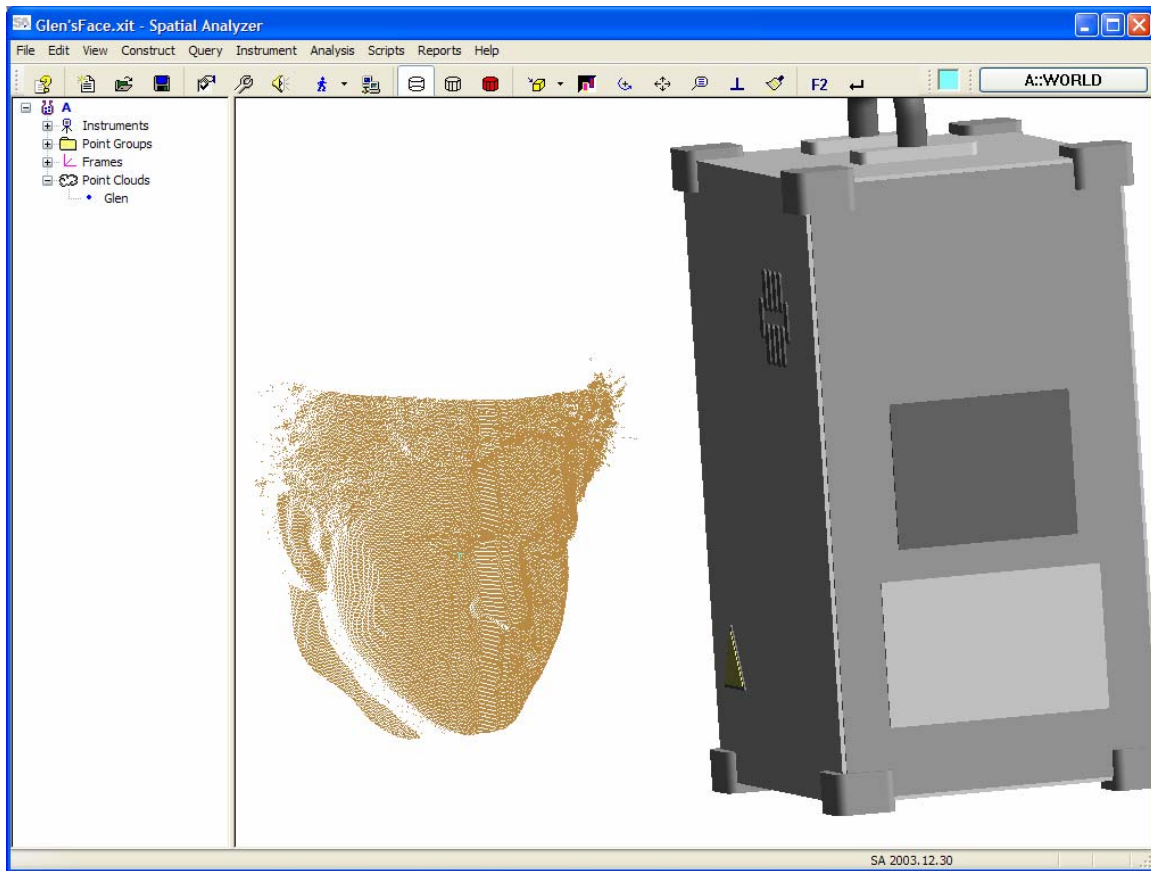 SA Glen'sFace.xit - Spatial Analyzer
File Edit View Construct Query Instrument Analysis Scripts Reports Help
F2 A::WORLD
A
Instruments
Point Groups
Frames
Point Clouds
Glen
SA 2003.12.30